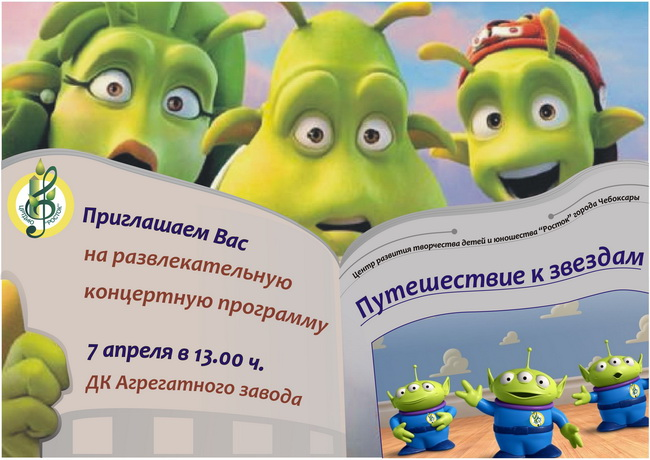 Приглашаем Вас
на развлекательную
концертную программу
7 апреля в 13.00 ч.
ДК Агрегатного завода
Центр развития творчества детей и юношества "Росток" города Чебоксары
Путешествие к звездам